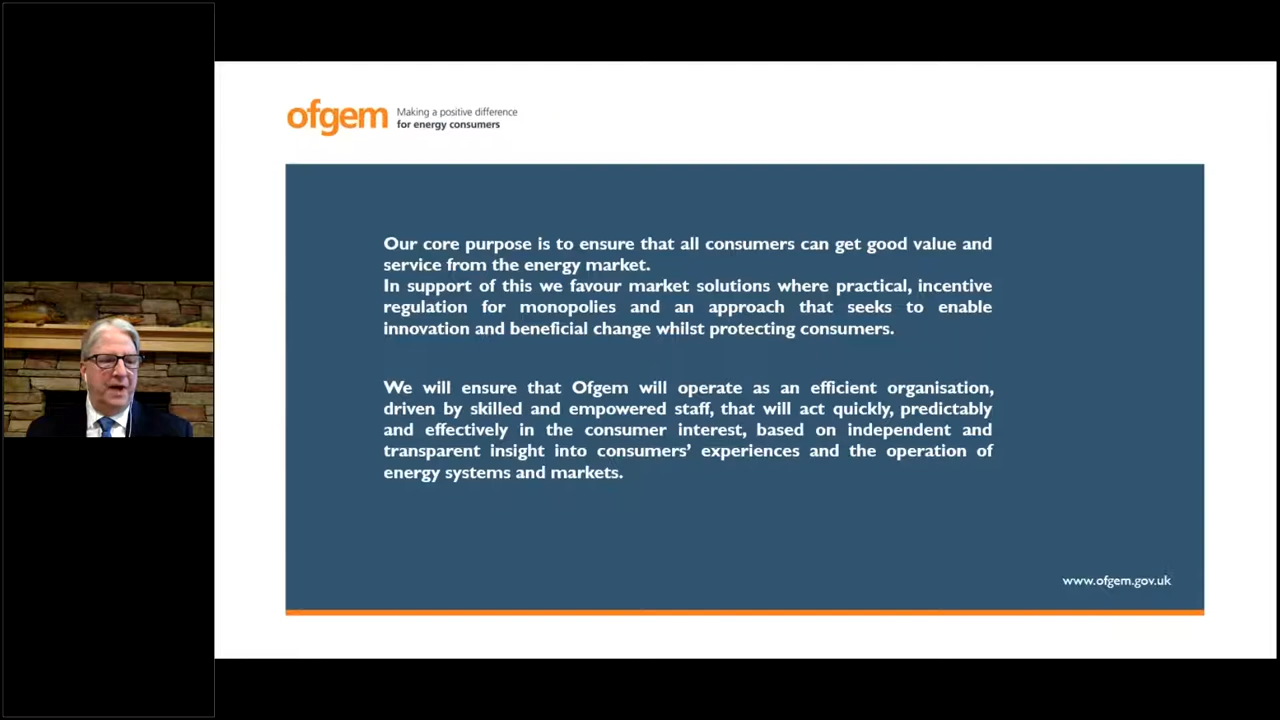 ofgem
Making a positive difference
for energy consumers
Our core purpose is to ensure that all consumers can get good value and
service from the energy market.
In support of this we favour market solutions where practical, incentive
regulation for monopolies and an approach that seeks to enable
innovation and beneficial change whilst protecting consumers.
We will ensure that Ofgem will operate as an efficient organisation,
driven by skilled and empowered staff, that will act quickly, predictably
and effectively in the consumer interest, based on independent and
transparent insight into consumers’ experiences and the operation of
energy systems and markets.
www.ofgem.gov.uk